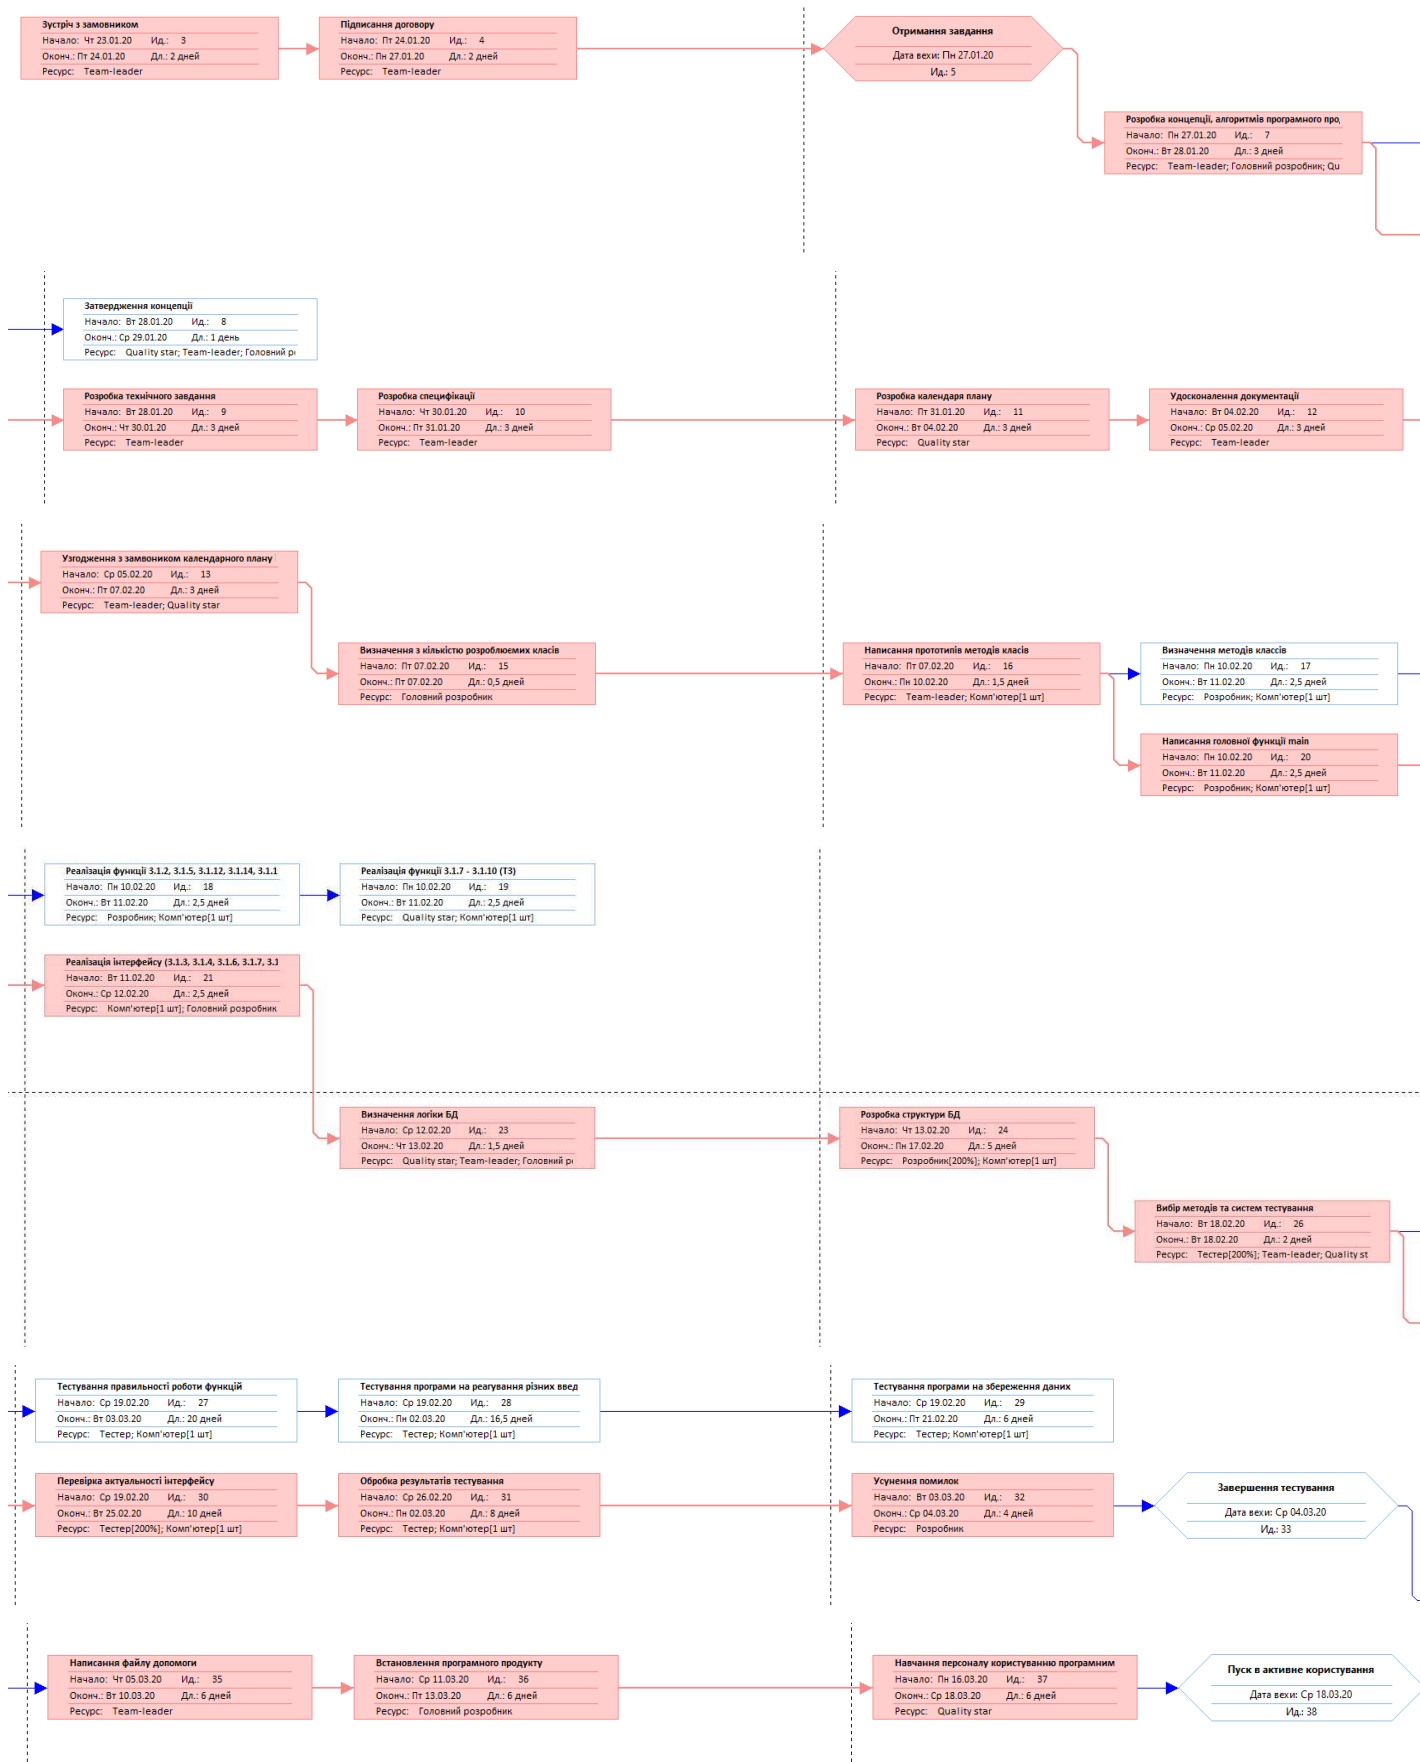 Зустріч з замовником
Начало: Чт 23.01.20 Ид.: 3
Оконч.: Пт 24.01.20 Дл.: 2 дней
Ресурс: Team-leader
Підписання договору
Начало: Пт 24.01.20 Ид.: 4
Оконч.: Пн 27.01.20 Дл.: 2 дней
Ресурс: Team-leader
Отримання завдання
Дата вехи: Пн 27.01.20
Ид.: 5
Розробка концепції, алгоритмів програмного про,
Начало: Пн 27.01.20 Ид.: 7
Оконч.: Вт 28.01.20 Дл.: 3 дней
Ресурс: Team-leader; Головний розробник; Qu
Затвердження концепції
Начало: Вт 28.01.20 Ид.: 8
Оконч.: Ср 29.01.20 Дл.: 1 день
Ресурс: Quality star; Team-leader; Головний р
Розробка технічного завдання
Начало: Вт 28.01.20 Ид.: 9
Оконч.: Чт 30.01.20 Дл.: 3 дней
Ресурс: Team-leader
Розробка специфікації
Начало: Чт 30.01.20 Ид.: 10
Оконч.: Пт 31.01.20 Дл.: 3 дней
Ресурс: Team-leader
Розробка календаря плану
Начало: Пт 31.01.20 Ид.: 11
Оконч.: Вт 04.02.20 Дл.: 3 дней
Ресурс: Quality star
Удосконалення документації
Начало: Вт 04.02.20 Ид.: 12
Оконч.: Ср 05.02.20 Дл.: 3 дней
Ресурс: Team-leader
Узгодження з замвоником календарного плану
Начало: Ср 05.02.20 Ид.: 13
Оконч.: Пт 07.02.20 Дл.: 3 дней
Ресурс: Team-leader; Quality star
Визначення з кількістю розроблюємих класів
Начало: Пт 07.02.20 Ид.: 15
Оконч.: Пт 07.02.20 Дл.: 0,5 дней
Ресурс: Головний розробник
Написання прототипів методів класів
Начало: Пт 07.02.20 Ид.: 16
Оконч.: Пн 10.02.20 Дл.: 1,5 дней
Ресурс: Team-leader; Комп'ютер[1 шт]
Визначення методів классів
Начало: Пн 10.02.20 Ид.: 17
Оконч.: Вт 11.02.20 Дл.: 2,5 дней
Ресурс: Розробник; Комп'ютер[1 шт]
Написання головної функції main
Начало: Пн 10.02.20 Ид.: 20
Оконч.: Вт 11.02.20 Дл.: 2,5 дней
Ресурс: Розробник; Комп'ютер[1 шт]
Реалізація функції 3.1.2, 3.1.5, 3.1.12, 3.1.14, 3.1.1
Начало: Пн 10.02.20 Ид.: 18
Оконч.: Вт 11.02.20 Дл.: 2,5 дней
Ресурс: Розробник; Комп'ютер[1 шт]
Реалізація функції 3.1.7 - 3.1.10 (ТЗ)
Начало: Пн 10.02.20 Ид.: 19
Оконч.: Вт 11.02.20 Дл.: 2,5 дней
Ресурс: Quality star; Комп'ютер[1 шт]
Реалізація інтерфейсу (3.1.3, 3.1.4, 3.1.6, 3.1.7, 3.1
Начало: Вт 11.02.20 Ид.: 21
Оконч.: Ср 12.02.20 Дл.: 2,5 дней
Ресурс: Комп'ютер[1 шт]; Головний розробник
Визначення логіки БД
Начало: Ср 12.02.20 Ид.: 23
Оконч.: Чт 13.02.20 Дл.: 1,5 дней
Ресурс: Quality star; Team-leader; Головний р
Розробка структури БД
Начало: Чт 13.02.20 Ид.: 24
Оконч.: Пн 17.02.20 Дл.: 5 дней
Ресурс: Розробник[200%]; Комп'ютер[1 шт]
Вибір методів та систем тестування
Начало: Вт 18.02.20 Ид.: 26
Оконч.: Вт 18.02.20 Дл.: 2 дней
Ресурс: Тестер[200%]; Team-leader; Quality st
Тестування правильності роботи функцій
Начало: Ср 19.02.20 Ид.: 27
Оконч.: Вт 03.03.20 Дл.: 20 дней
Ресурс: Тестер; Комп'ютер[1 шт]
Тестування програми на реагування різних введ
Начало: Ср 19.02.20 Ид.: 28
Оконч.: Пн 02.03.20 Дл.: 16,5 дней
Ресурс: Тестер; Комп'ютер[1 шт]
Тестування програми на збереження даних
Начало: Ср 19.02.20 Ид.: 29
Оконч.: Пт 21.02.20 Дл.: 6 дней
Ресурс: Тестер; Комп'ютер[1 шт]
Перевірка актуальності інтерфейсу
Начало: Ср 19.02.20 Ид.: 30
Оконч.: Вт 25.02.20 Дл.: 10 дней
Ресурс: Тестер[200%]; Комп'ютер[1 шт]
Обробка результатів тестування
Начало: Ср 26.02.20 Ид.: 31
Оконч.: Пн 02.03.20 Дл.: 8 дней
Ресурс: Тестер; Комп'ютер[1 шт]
Усунення помилок
Начало: Вт 03.03.20 Ид.: 32
Оконч.: Ср 04.03.20 Дл.: 4 дней
Ресурс: Розробник
Завершення тестування
Дата вехи: Ср 04.03.20
Ид.: 33
Написання файлу допомоги
Начало: Чт 05.03.20 Ид.: 35
Оконч.: Вт 10.03.20 Дл.: 6 дней
Ресурс: Team-leader
Встановлення програмного продукту
Начало: Ср 11.03.20 Ид.: 36
Оконч.: Пт 13.03.20 Дл.: 6 дней
Ресурс: Головний розробник
Навчання персоналу користуванню програмним
Начало: Пн 16.03.20 Ид.: 37
Оконч.: Ср 18.03.20 Дл.: 6 дней
Ресурс: Quality star
Пуск в активне користування
Дата вехи: Ср 18.03.20
Ид.: 38